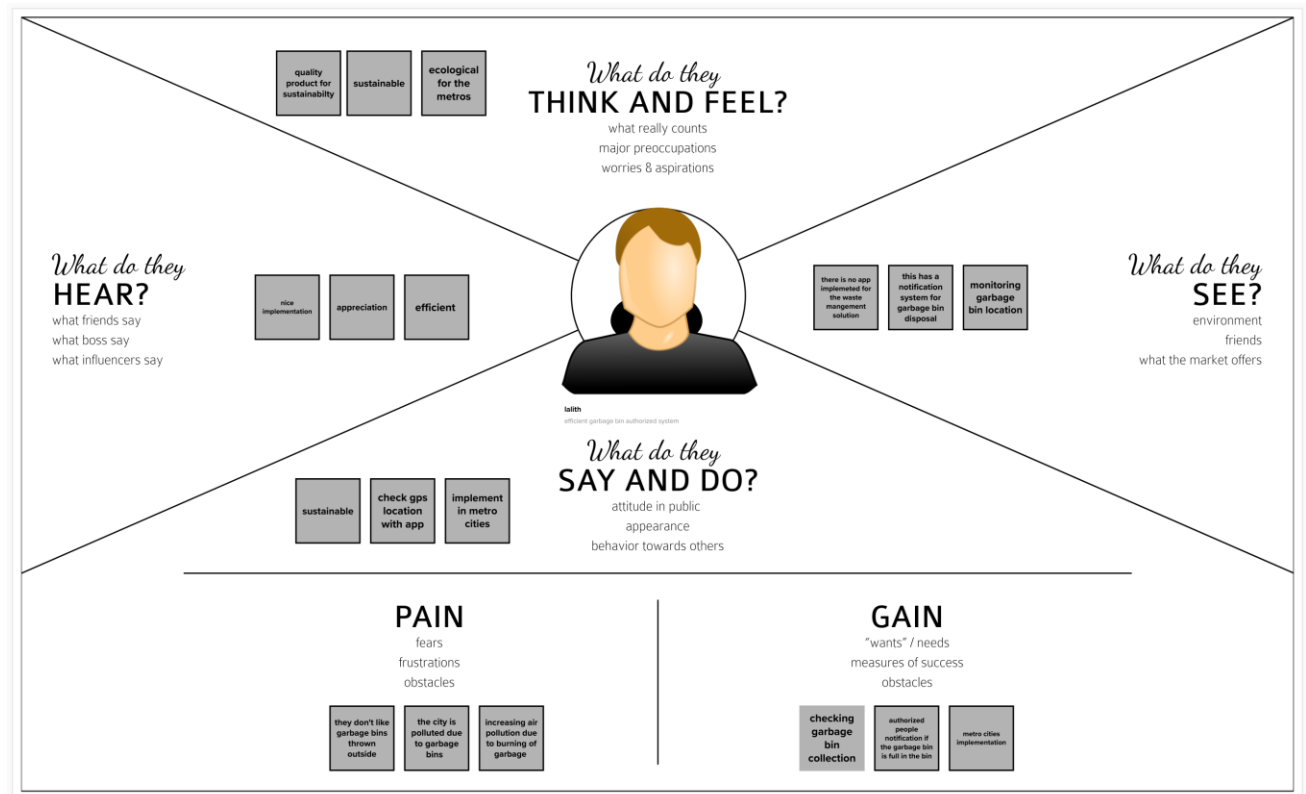 quality
product for
sustainabilty
sustainable
ecological
for the
metros
What do they
THINK AND FEEL?
what really counts
major preoccupations
worries & aspirations
What do they
HEAR?
what friends say
what boss say
what influencers say
nice
implementation
appreciation
efficient
there is no app
implemeted for
the waste
mangement
solution
this has a
notification
system for
garbage bin
disposal
monitoring
garbage
bin location
What do they
SEE?
environment
friends
what the market offers
lalith
efficient garbage bin authorized system
What do they
SAY AND DO?
attitude in public
appearance
behavior towards others
sustainable
check gps
location
with app
implement
in metro
cities
PAIN
fears
frustrations
obstacles
they don't like
garbage bins
thrown
outside
the city is
polluted due
to garbage
bins
increasing air
pollution due
to burning of
garbage
GAIN
"wants" / needs
measures of success
obstacles
checking
garbage
bin
collection
authorized
people
notification if
the garbage bin
is full in the bin
metro cities
implementation